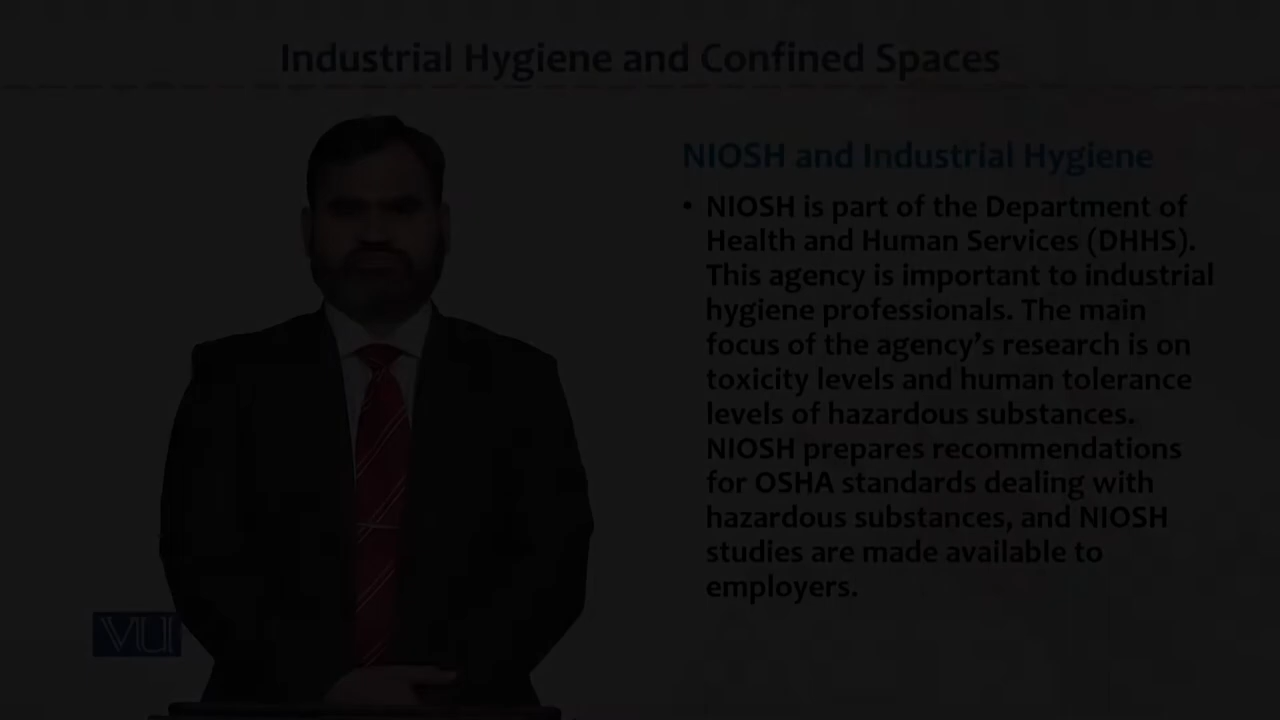 Industrial Hygiene and Confined Spaces
NIOSH and Industrial Hygiene
• NIOSH is part of the Department of
Health and Human Services (DHHS).
This agency is important to industrial
hygiene professionals. The main
focus of the agency’s research is on
toxicity levels and human tolerance
levels of hazardous substances.
NIOSH prepares recommendations
for OSHA standards dealing with
hazardous substances, and NIOSH
studies are made available to
employers.
VU